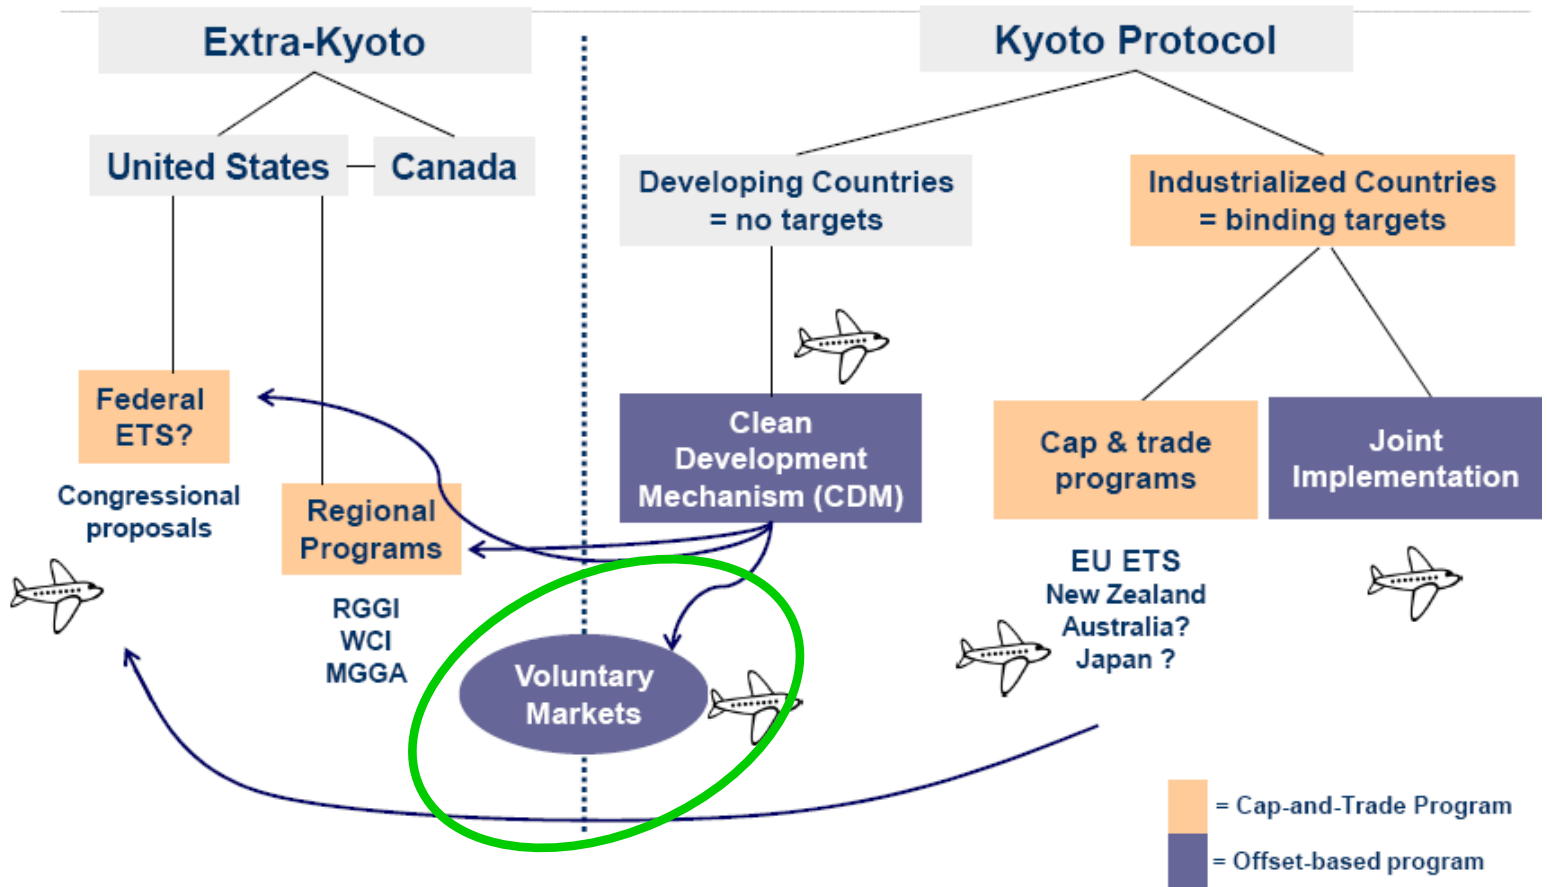 Extra-Kyoto
Kyoto Protocol
United States
Canada
Developing Countries
= no targets
Industrialized Countries
= binding targets
Federal
ETS?
Congressional
proposals
Regional
Programs
RGGI
WCI
MGGA
Clean
Development
Mechanism (CDM)
Voluntary
Markets
Cap & trade
programs
EU ETS
New Zealand
Australia?
Japan ?
Joint
Implementation
= Cap-and-Trade Program
= Offset-based program